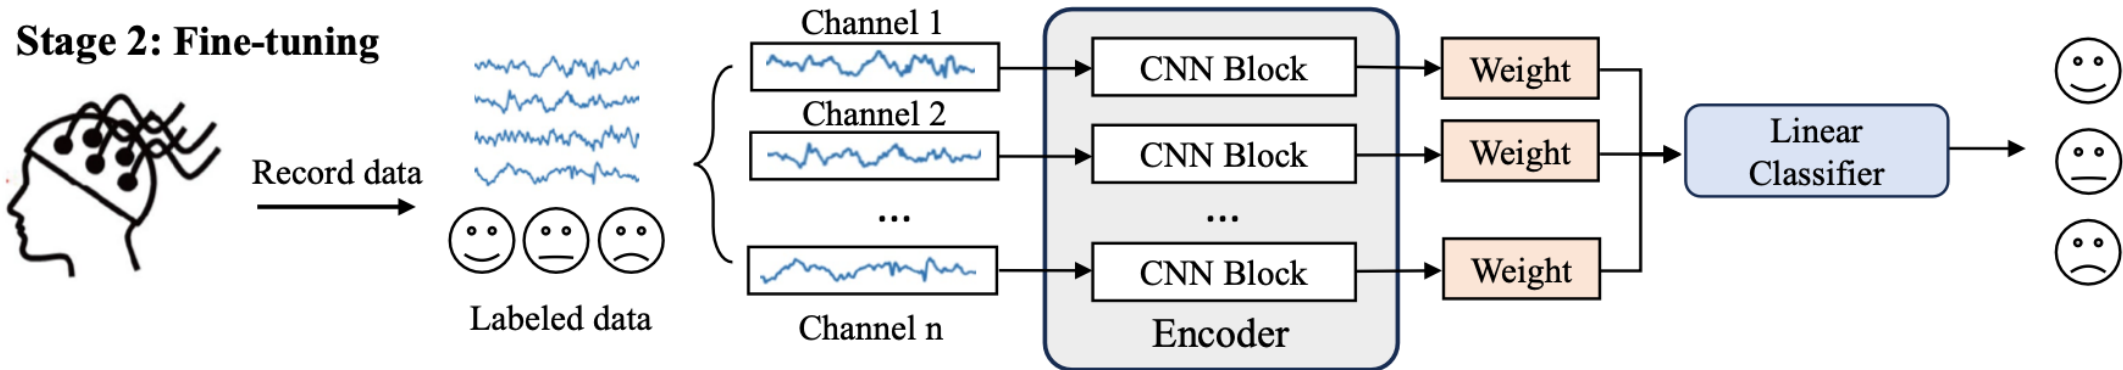 Stage 2: Fine-tuning
Record data
Labeled data
Channel 1
Channel 2
...
Channel n
CNN Block
CNN Block
...
CNN Block
Encoder
Weight
Weight
Weight
Linear
Classifier